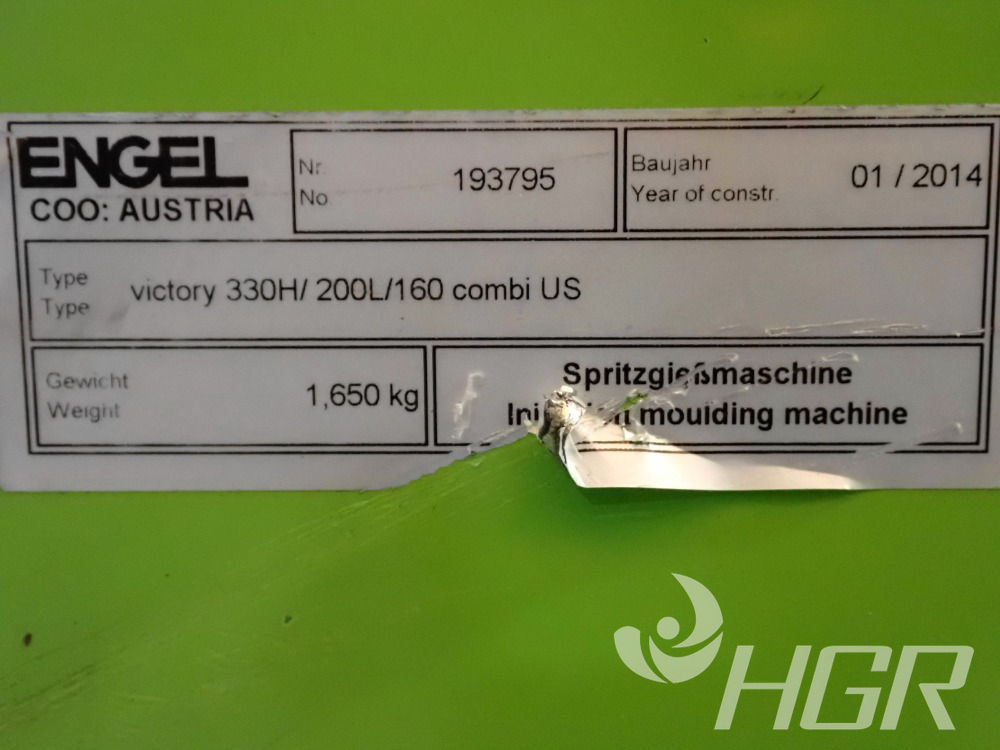 ENGEL
COO: AUSTRIA
Nr.
No.
193795
Baujahr
Year of constr.
01 / 2014
Type
Type
victory 330H/ 200L/160 combi US
Gewicht
Weight
1,650 kg
Spritzgießmaschine
moulding machine
HGR